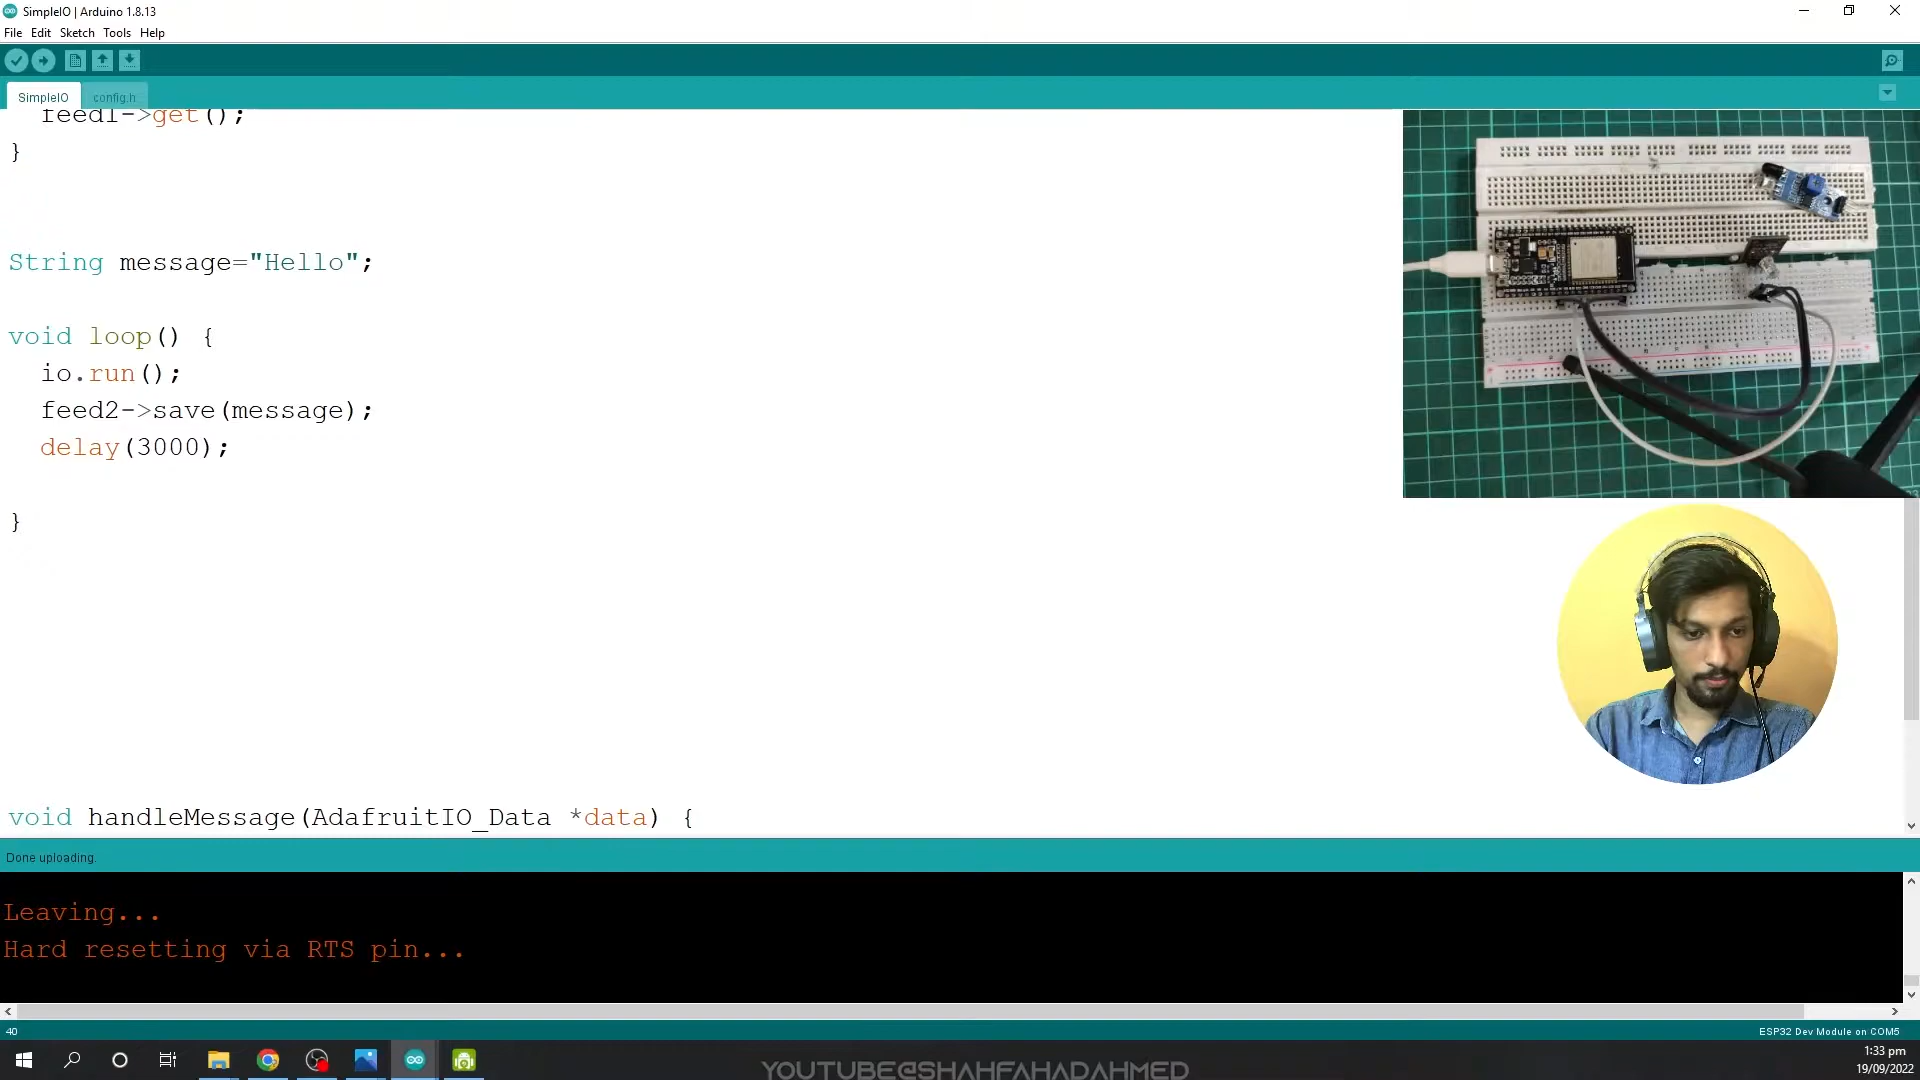 SimpleIO | Arduino 1.8.13
File Edit Sketch Tools Help
SimpleIO config.h
feed1->get();
}
String message="Hello";
void loop() {
io.run();
feed2->save(message);
delay(3000);
}
void handleMessage(AdafruitIO_Data *data) {
Done uploading.
Leaving...
Hard resetting via RTS pin...
40
ESP32 Dev Module on COM5
1:33 pm
19/09/2022
YOUTUBE@SHAHFAHADAHMED